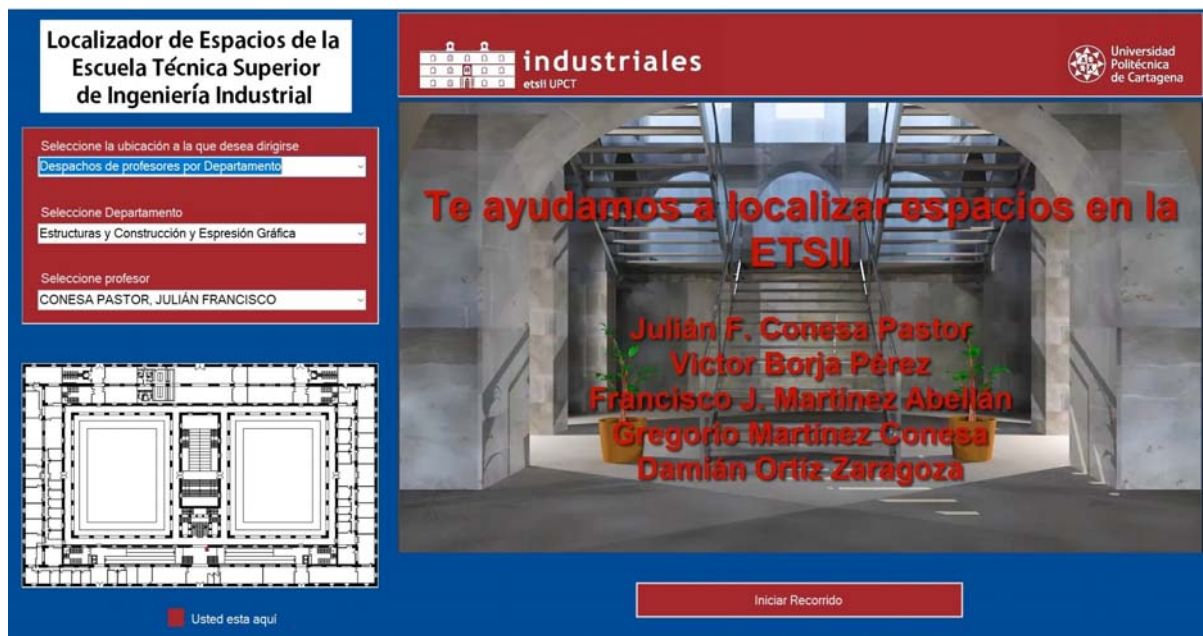 Localizador de Espacios de la
Escuela Técnica Superior
de Ingeniería Industrial
Seleccione la ubicación a la que desea dirigirse
Despachos de profesores por Departamento
Seleccione Departamento
Estructuras y Construcción y Espresión Gráfica
Seleccione profesor
CONESA PASTOR, JULIÁN FRANCISCO
Usted esta aquí
industriales
etsii UPCT
Universidad
Politécnica
de Cartagena
Te ayudamos a localizar espacios en la
ETSII
Julián F. Conesa Pastor
Victor Borja Pérez
Francisco J. Martínez Abellán
Gregorio Martínez Conesa
Damián Ortíz Zaragoza
Iniciar Recorrido